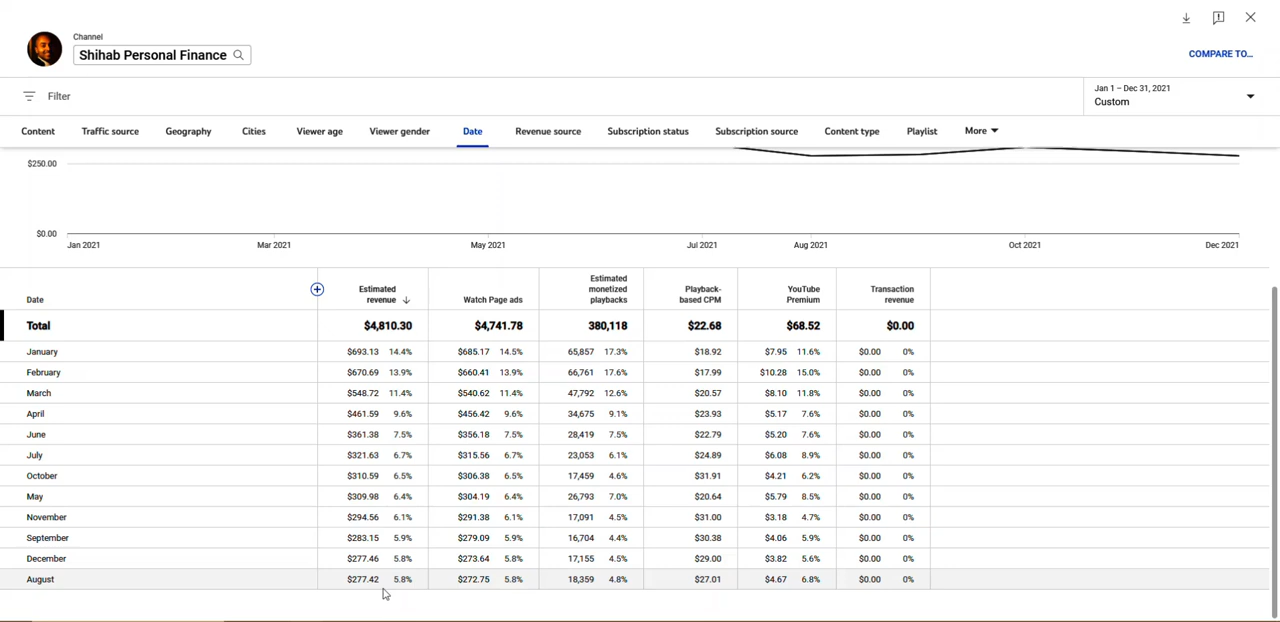 Channel
Shihab Personal Finance
COMPARE TO...
Filter
Jan 1 – Dec 31, 2021
Custom
Content Traffic source Geography Cities Viewer age Viewer gender Date Revenue source Subscription status Subscription source Content type Playlist More
$250.00
$0.00
Jan 2021 Mar 2021 May 2021 Jul 2021 Aug 2021 Oct 2021 Dec 2021
Date Estimated revenue Watch Page ads Estimated monetized playbacks Playback-based CPM YouTube Premium Transaction revenue
Total $4,810.30 $4,741.78 380,118 $22.68 $68.52 $0.00
January $693.13 14.4% $685.17 14.5% 65,857 17.3% $18.92 $7.95 11.6% $0.00 0%
February $670.69 13.9% $660.41 13.9% 66,761 17.6% $17.99 $10.28 15.0% $0.00 0%
March $548.72 11.4% $540.62 11.4% 47,792 12.6% $20.57 $8.10 11.8% $0.00 0%
April $461.59 9.6% $456.42 9.6% 34,675 9.1% $23.93 $5.17 7.6% $0.00 0%
June $361.38 7.5% $356.18 7.5% 28,419 7.5% $22.79 $5.20 7.6% $0.00 0%
July $321.63 6.7% $315.56 6.7% 23,053 6.1% $24.89 $6.08 8.9% $0.00 0%
October $310.59 6.5% $306.38 6.5% 17,459 4.6% $31.91 $4.21 6.2% $0.00 0%
May $309.98 6.4% $304.19 6.4% 26,793 7.0% $20.64 $5.79 8.5% $0.00 0%
November $294.56 6.1% $291.38 6.1% 17,091 4.5% $31.00 $3.18 4.7% $0.00 0%
September $283.15 5.9% $279.09 5.9% 16,704 4.4% $30.38 $4.06 5.9% $0.00 0%
December $277.46 5.8% $273.64 5.8% 17,155 4.5% $29.00 $3.82 5.6% $0.00 0%
August $277.42 5.8% $272.75 5.8% 18,359 4.8% $27.01 $4.67 6.8% $0.00 0%